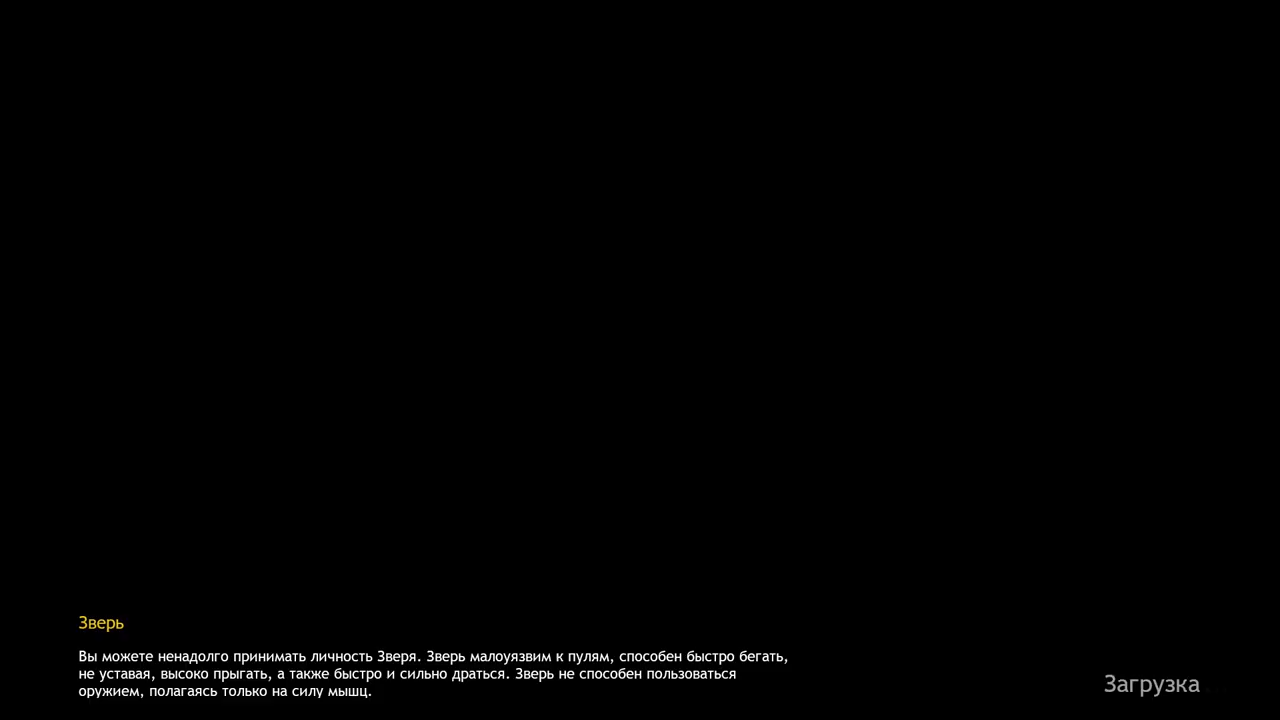 Зверь
Вы можете ненадолго принимать личность Зверя. Зверь малоуязвим к пулям, способен быстро бегать,
не уставая, высоко прыгать, а также быстро и сильно драться. Зверь не способен пользоваться
оружием, полагаясь только на силу мышц.
Загрузка